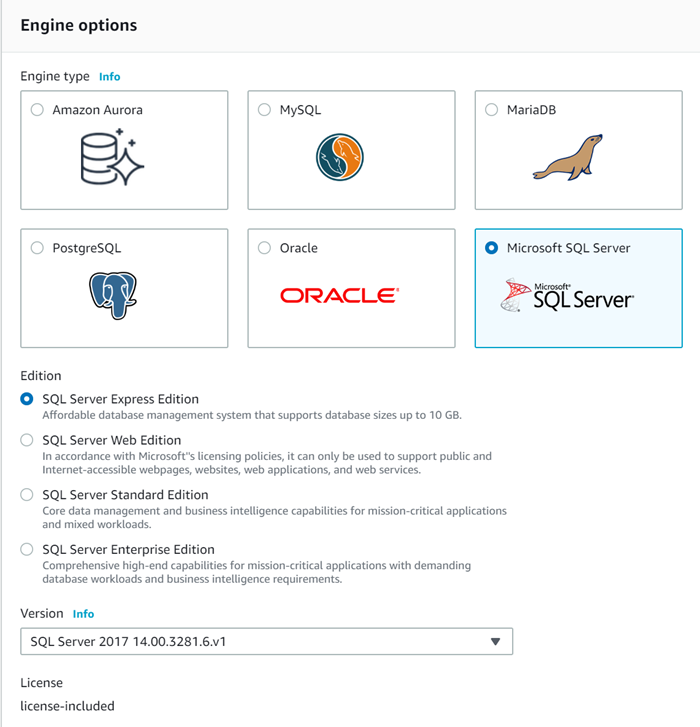 Engine options
Engine type Info
Amazon Aurora
MySQL
MariaDB
PostgreSQL
Oracle
ORACLE®
Microsoft SQL Server
Microsoft®
SQL Server®
Edition
SQL Server Express Edition
Affordable database management system that supports database sizes up to 10 GB.
SQL Server Web Edition
In accordance with Microsoft"s licensing policies, it can only be used to support public and
Internet-accessible webpages, websites, web applications, and web services.
SQL Server Standard Edition
Core data management and business intelligence capabilities for mission-critical applications
and mixed workloads.
SQL Server Enterprise Edition
Comprehensive high-end capabilities for mission-critical applications with demanding
database workloads and business intelligence requirements.
Version Info
SQL Server 2017 14.00.3281.6.v1
License
license-included